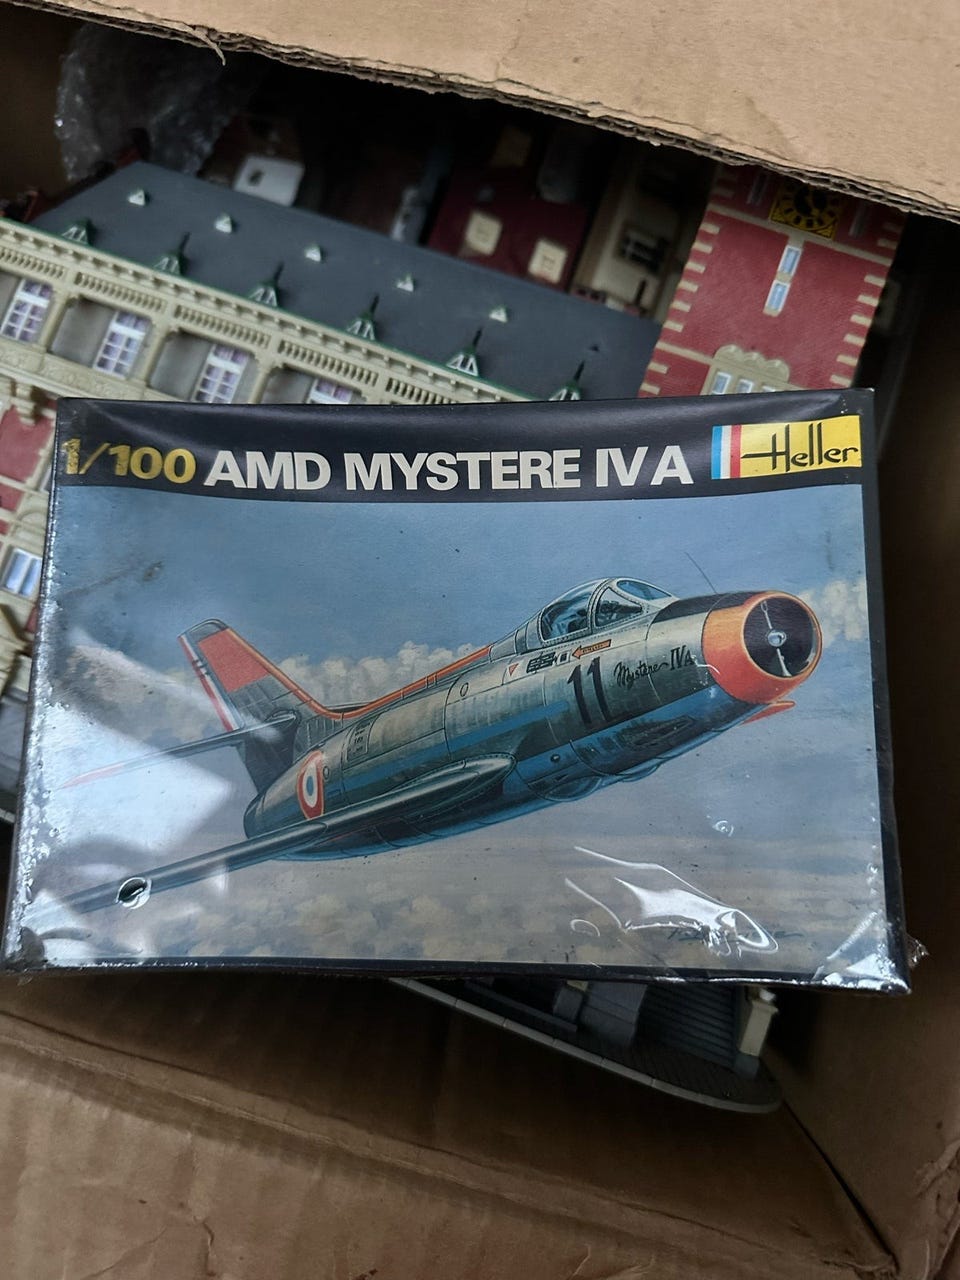 1/100 AMD MYSTERE IV A Heller
11 Mystere IVA